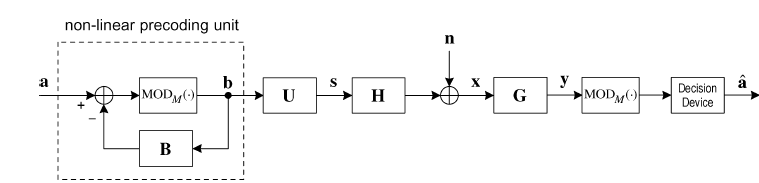 non-linear precoding unit
a
+
−
MOD_M(·)
b
B
U
s
H
n
x
G
y
MOD_M(·)
Decision
Device
â